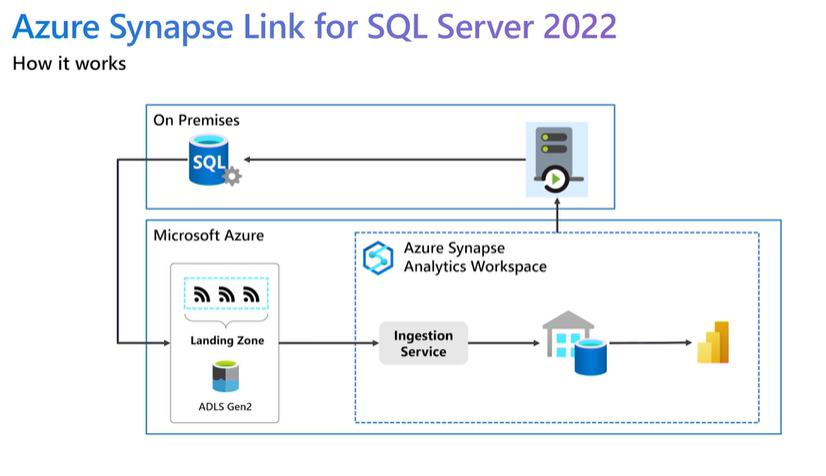 Azure Synapse Link for SQL Server 2022
How it works
On Premises
SQL
Microsoft Azure
Azure Synapse
Analytics Workspace
Landing Zone
ADLS Gen2
Ingestion
Service